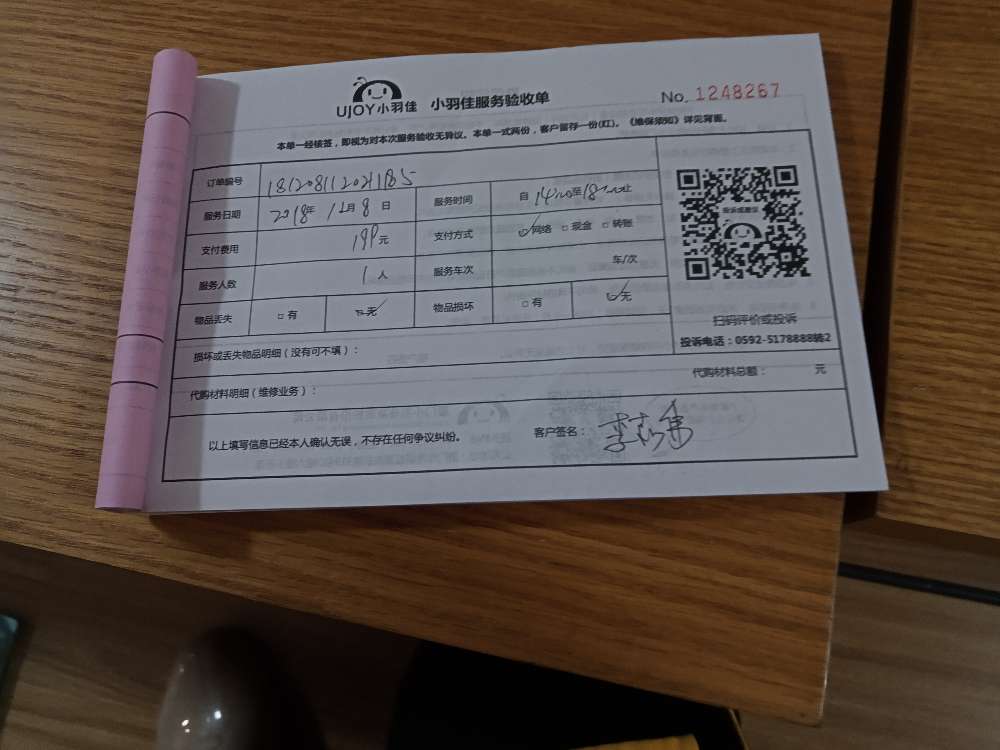 UJOY小羽佳 小羽佳服务验收单 No. 1248267
本单一经核签，即视为对本次服务验收无异议。本单一式两份，客户留存一份(红)。《维保须知》详见背面。
订单编号
服务日期 2018年 12月 8 日 服务时间 自 14:00至18:00止
支付费用 199元 支付方式 ☑网络 □现金 □转账
服务人数 1 人 服务车次 车/次
物品丢失 □有 ☑无 物品损坏 □有 ☑无
投诉或建议
扫码评价或投诉
投诉电话：0592-5178888转2
损坏或丢失物品明细（没有可不填）：
代购材料明细（维修业务）： 代购材料总额： 元
以上填写信息已经本人确认无误，不存在任何争议纠纷。 客户签名：